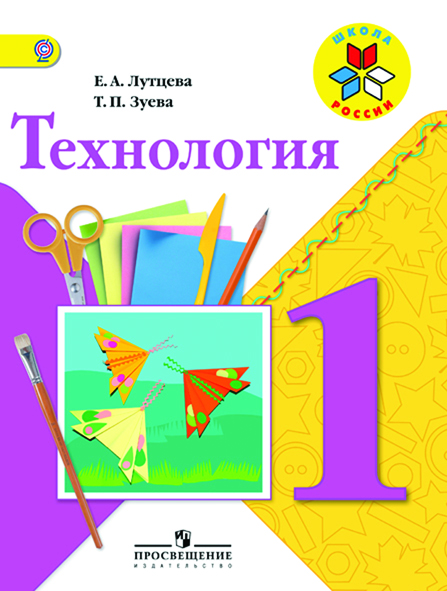 Е. А. Лутцева
Т. П. Зуева
ШКОЛА
РОССИИ
Технология
1
ПРОСВЕЩЕНИЕ
ИЗДАТЕЛЬСТВО